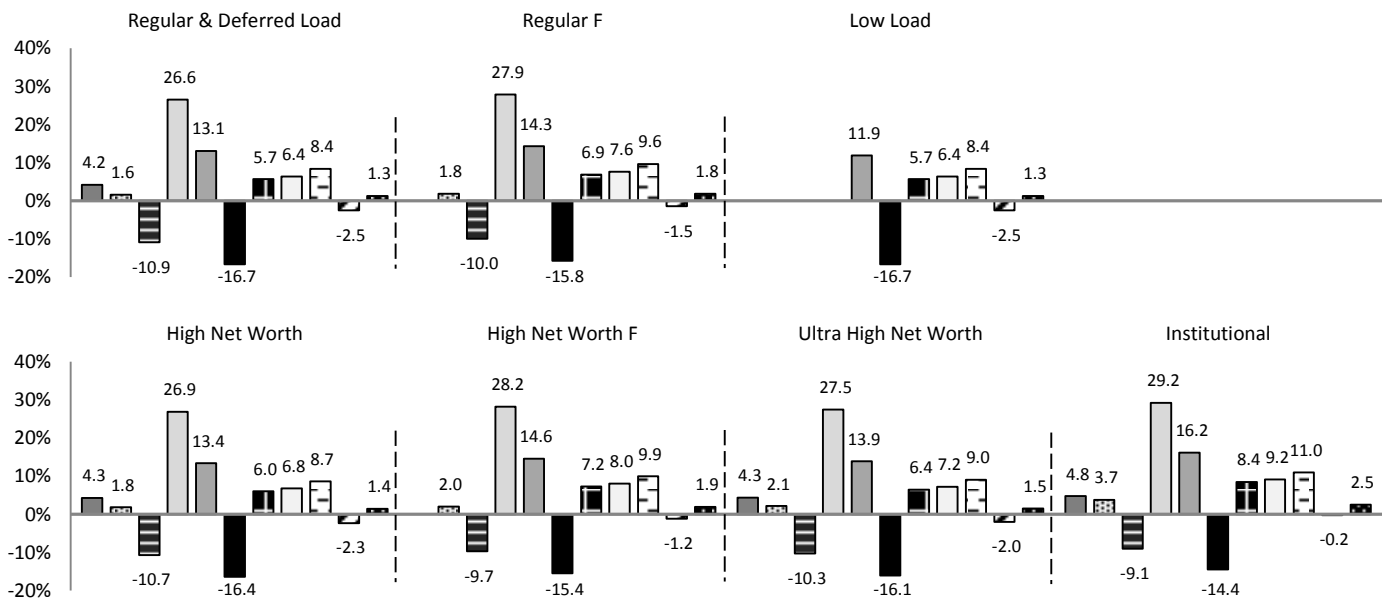 Regular & Deferred Load Regular F Low Load
40%
30%
20%
10%
0%
-10%
-20%
4.2 1.6 -10.9 26.6 13.1 -16.7 5.7 6.4 8.4 -2.5 1.3
1.8 -10.0 27.9 14.3 -15.8 6.9 7.6 9.6 -1.5 1.8
11.9 -16.7 5.7 6.4 8.4 -2.5 1.3
High Net Worth High Net Worth F Ultra High Net Worth Institutional
40%
30%
20%
10%
0%
-10%
-20%
4.3 1.8 -10.7 26.9 13.4 -16.4 6.0 6.8 8.7 -2.3 1.4
2.0 -9.7 28.2 14.6 -15.4 7.2 8.0 9.9 -1.2 1.9
4.3 2.1 -10.3 27.5 13.9 -16.1 6.4 7.2 9.0 -2.0 1.5
4.8 3.7 -9.1 29.2 16.2 -14.4 8.4 9.2 11.0 -0.2 2.5